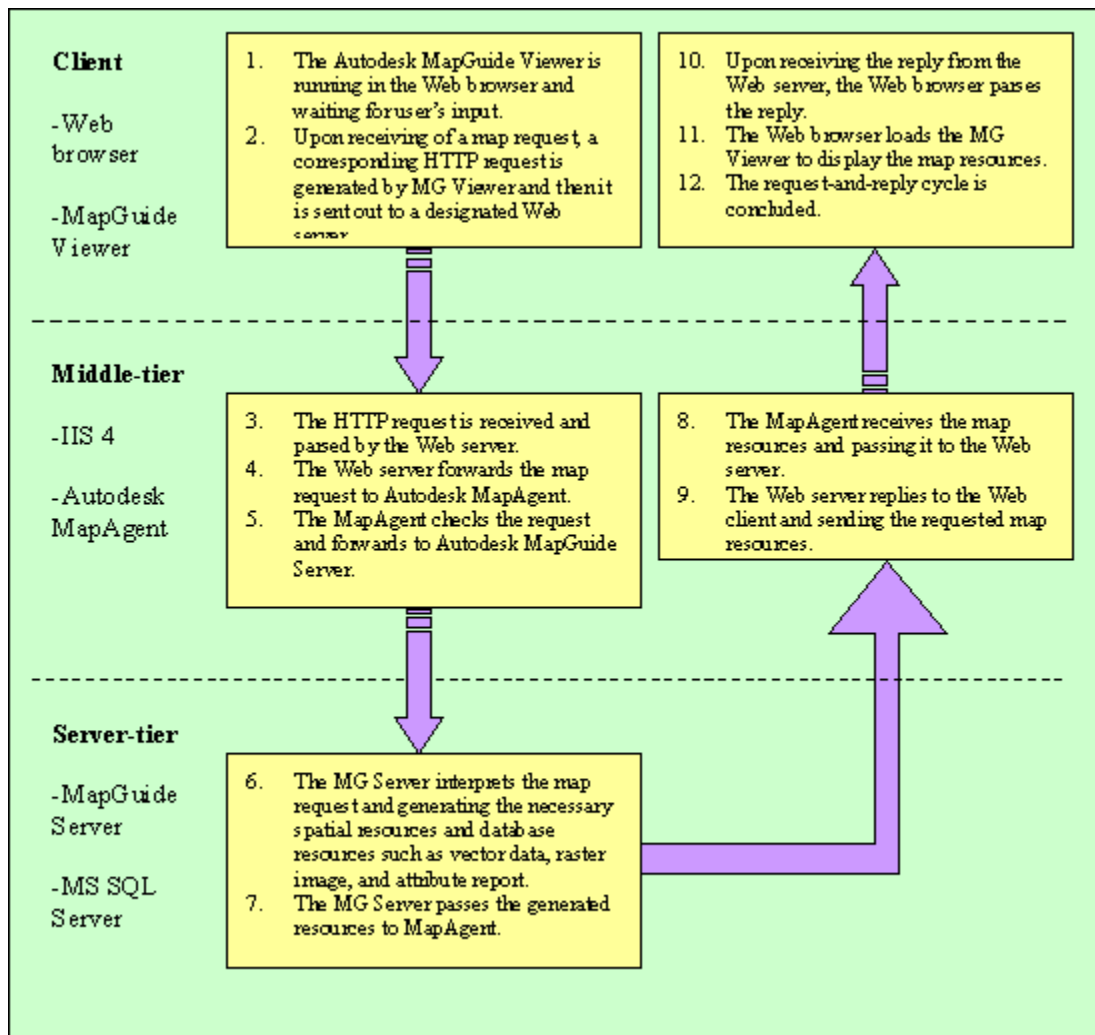 Client
-Web
browser
-MapGuide
Viewer
1. The Autodesk MapGuide Viewer is
running in the Web browser and
waiting for user's input.
2. Upon receiving of a map request, a
corresponding HTTP request is
generated by MG Viewer and then it
is sent out to a designated Web
server
10. Upon receiving the reply from the
Web server, the Web browser parses
the reply.
11. The Web browser loads the MG
Viewer to display the map resources.
12. The request-and-reply cycle is
concluded.
Middle-tier
-IIS 4
-Autodesk
MapAgent
3. The HTTP request is received and
parsed by the Web server.
4. The Web server forwards the map
request to Autodesk MapAgent.
5. The MapAgent checks the request
and forwards to Autodesk MapGuide
Server.
8. The MapAgent receives the map
resources and passing it to the Web
server.
9. The Web server replies to the Web
client and sending the requested map
resources.
Server-tier
-MapGuide
Server
-MS SQL
Server
6. The MG Server interprets the map
request and generating the necessary
spatial resources and database
resources such as vector data, raster
image, and attribute report.
7. The MG Server passes the generated
resources to MapAgent.